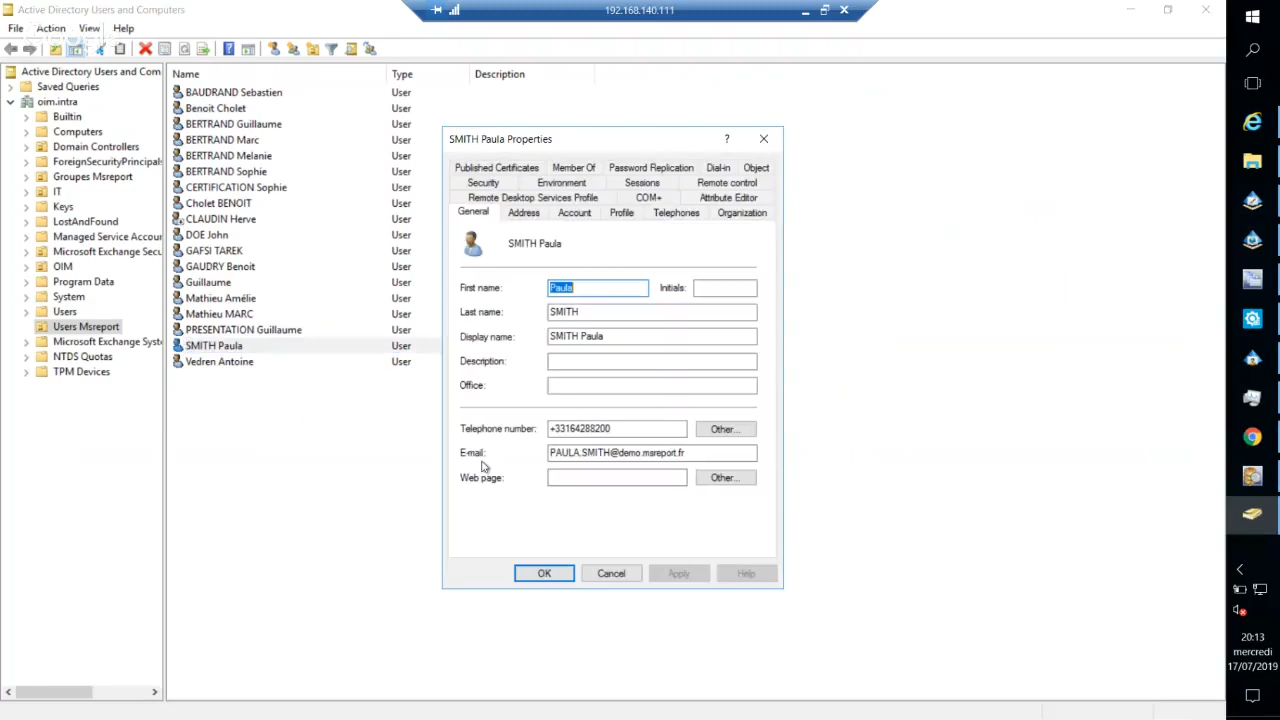 Active Directory Users and Computers
192.168.140.111
File Action View Help
Active Directory Users and Com
Saved Queries
oim.intra
Builtin
Computers
Domain Controllers
ForeignSecurityPrincipals
Groupes Msreport
IT
Keys
LostAndFound
Managed Service Accour
Microsoft Exchange Secu
OIM
Program Data
System
Users
Users Msreport
Microsoft Exchange Syste
NTDS Quotas
TPM Devices
Name Type Description
BAUDRAND Sebastien User
Benoit Cholet User
BERTRAND Guillaume User
BERTRAND Marc User
BERTRAND Melanie User
BERTRAND Sophie User
CERTIFICATION Sophie User
Cholet BENOIT User
CLAUDIN Herve User
DOE John User
GAFSI TAREK User
GAUDRY Benoit User
Guillaume User
Mathieu Amélie User
Mathieu MARC User
PRESENTATION Guillaume User
SMITH Paula User
Vedren Antoine User
SMITH Paula Properties
?
Published Certificates Member Of Password Replication Dial-in Object
Security Environment Sessions Remote control
Remote Desktop Services Profile COM+ Attribute Editor
General Address Account Profile Telephones Organization
SMITH Paula
First name: Paula Initials:
Last name: SMITH
Display name: SMITH Paula
Description:
Office:
Telephone number: +33164288200 Other...
E-mail: PAULA.SMITH@demo.msreport.fr
Web page: Other...
OK Cancel Apply Help
20:13
mercredi
17/07/2019